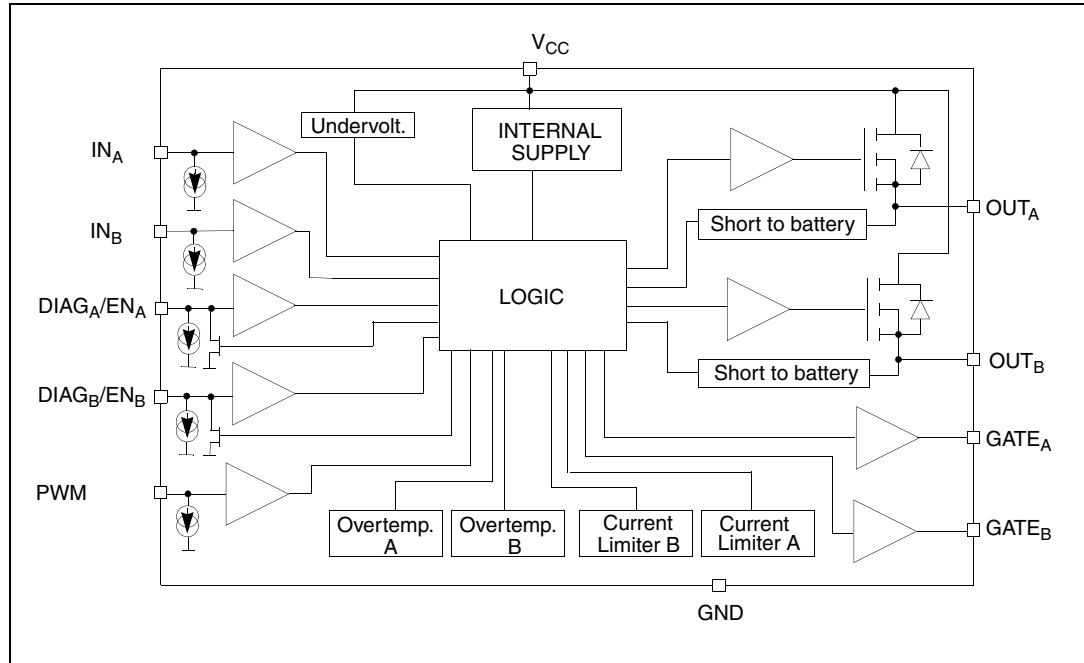 VCC
Undervolt.
INTERNAL
SUPPLY
INA
INB
DIAGA/ENA
DIAGB/ENB
PWM
LOGIC
Short to battery
OUTA
Short to battery
OUTB
GATEA
GATEB
Overtemp.
A
Overtemp.
B
Current
Limiter B
Current
Limiter A
GND